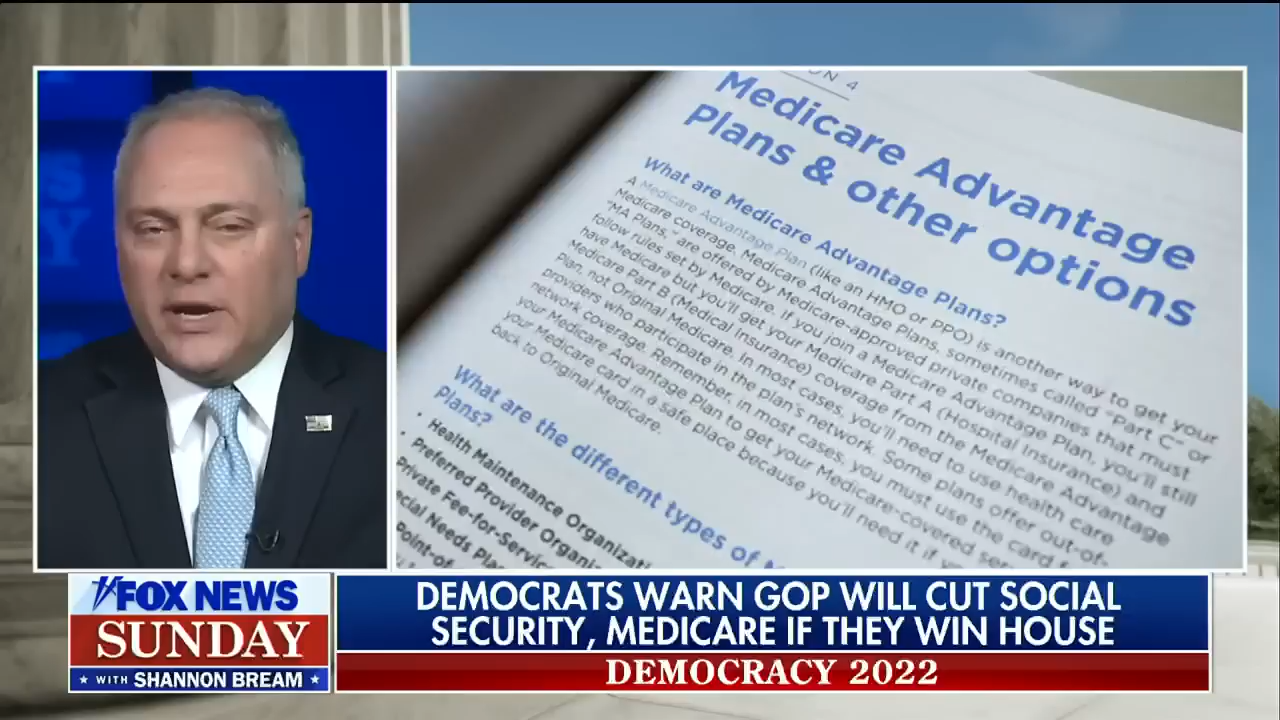 ON 4
Medicare Advantage
Plans & other options
What are Medicare Advantage Plans?
A Medicare Advantage Plan (like an HMO or PPO) is another way to get your
Medicare coverage. Medicare Advantage Plans, sometimes called "Part C" or
"MA Plans," are offered by Medicare-approved private companies that must
follow rules set by Medicare. If you join a Medicare Advantage Plan, you'll still
have Medicare but you'll get your Medicare Part A (Hospital Insurance) and
Medicare Part B (Medical Insurance) coverage from the Medicare Advantage
Plan, not Original Medicare. In most cases, you'll need to use health care
providers who participate in the plan's network. Some plans offer out-of-
network coverage. Remember, in most cases, you must use the card f
your Medicare Advantage Plan to get your Medicare-covered ser
your Medicare card in a safe place because you'll need it if y
back to Original Medicare.
What are the different types of
Plans?
• Health Maintenance Organizati
• Preferred Provider Organi
Private Fee-for-Servic
ecial Needs Pla
Point-of-
S
Y
FOX NEWS
SUNDAY
WITH SHANNON BREAM
DEMOCRATS WARN GOP WILL CUT SOCIAL
SECURITY, MEDICARE IF THEY WIN HOUSE
DEMOCRACY 2022